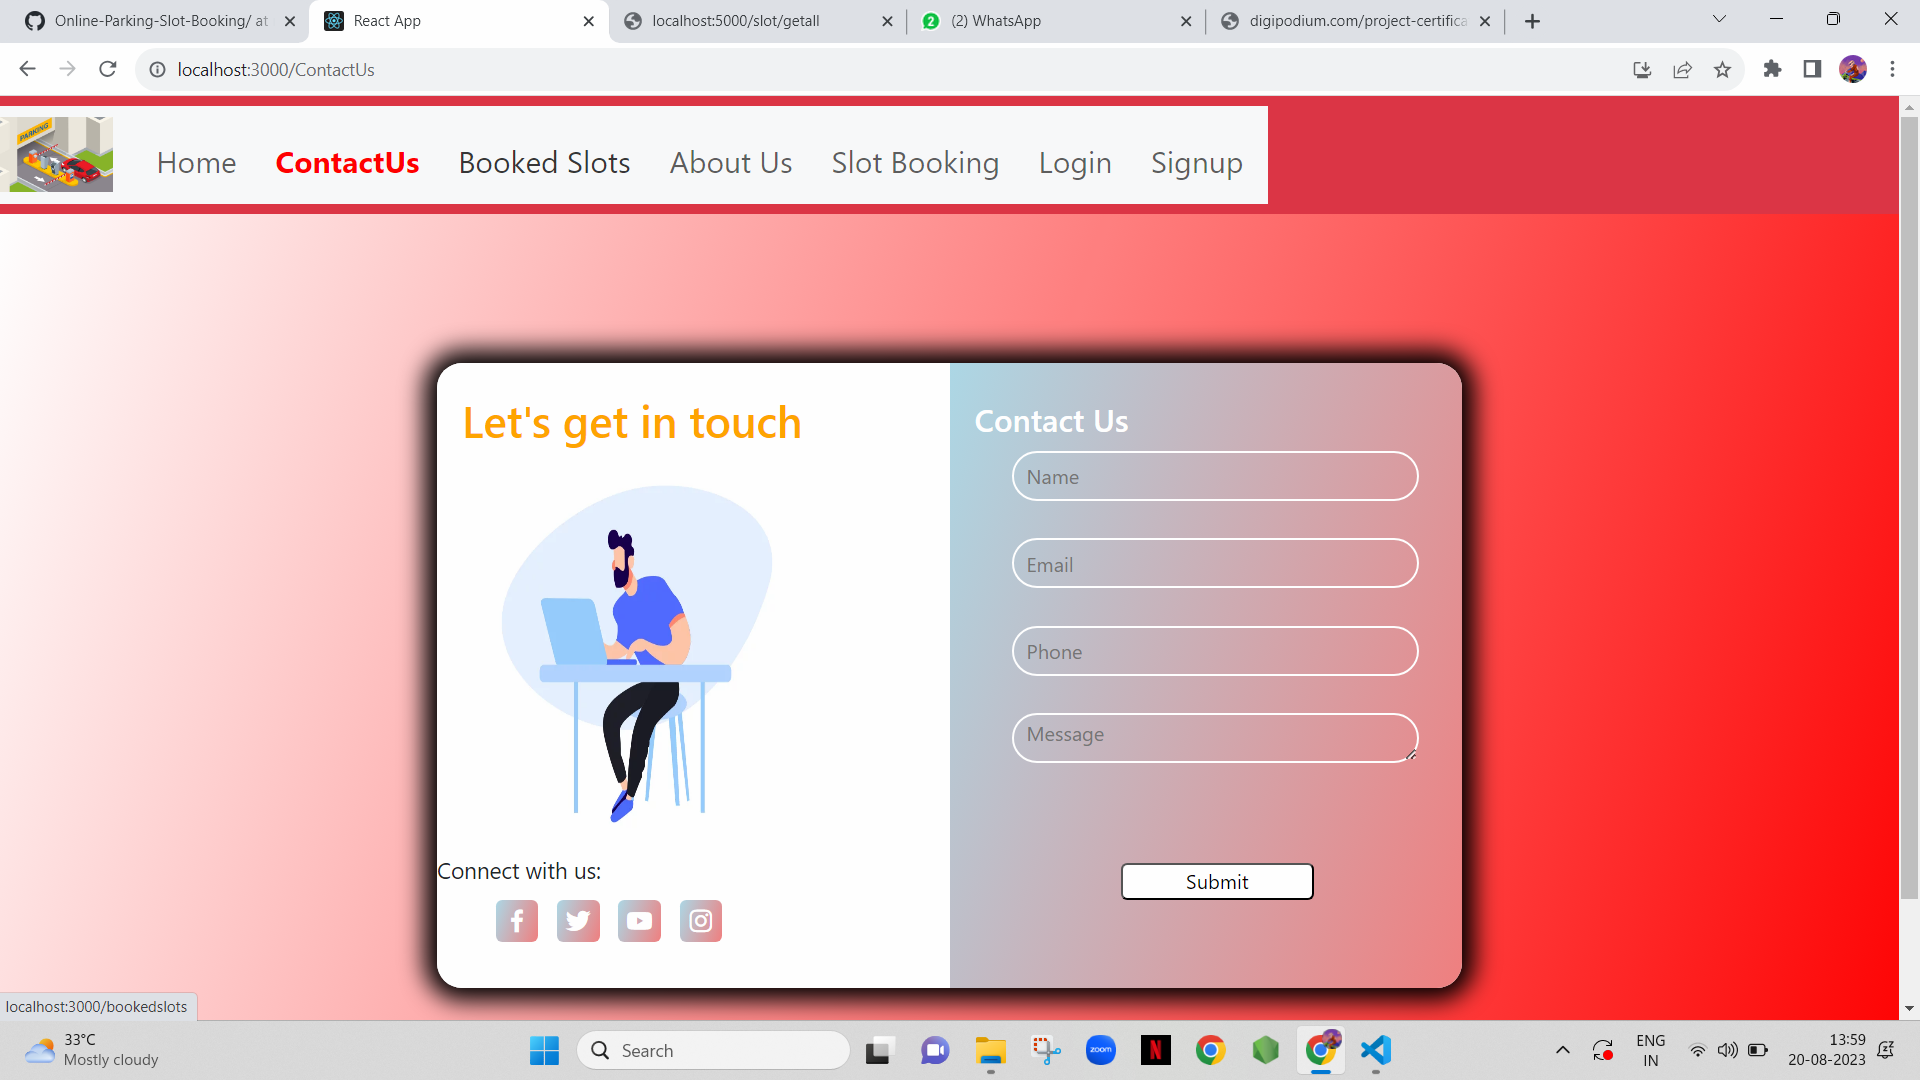 Online-Parking-Slot-Booking/ at
React App
localhost:5000/slot/getall
2 (2) WhatsApp
digipodium.com/project-certifica
localhost:3000/ContactUs
PARKING
Home ContactUs Booked Slots About Us Slot Booking Login Signup
Let's get in touch
Contact Us
Name
Email
Phone
Message
Submit
Connect with us:
localhost:3000/bookedslots
33°C
Mostly cloudy
Search
zoom
N
ENG
IN
13:59
20-08-2023